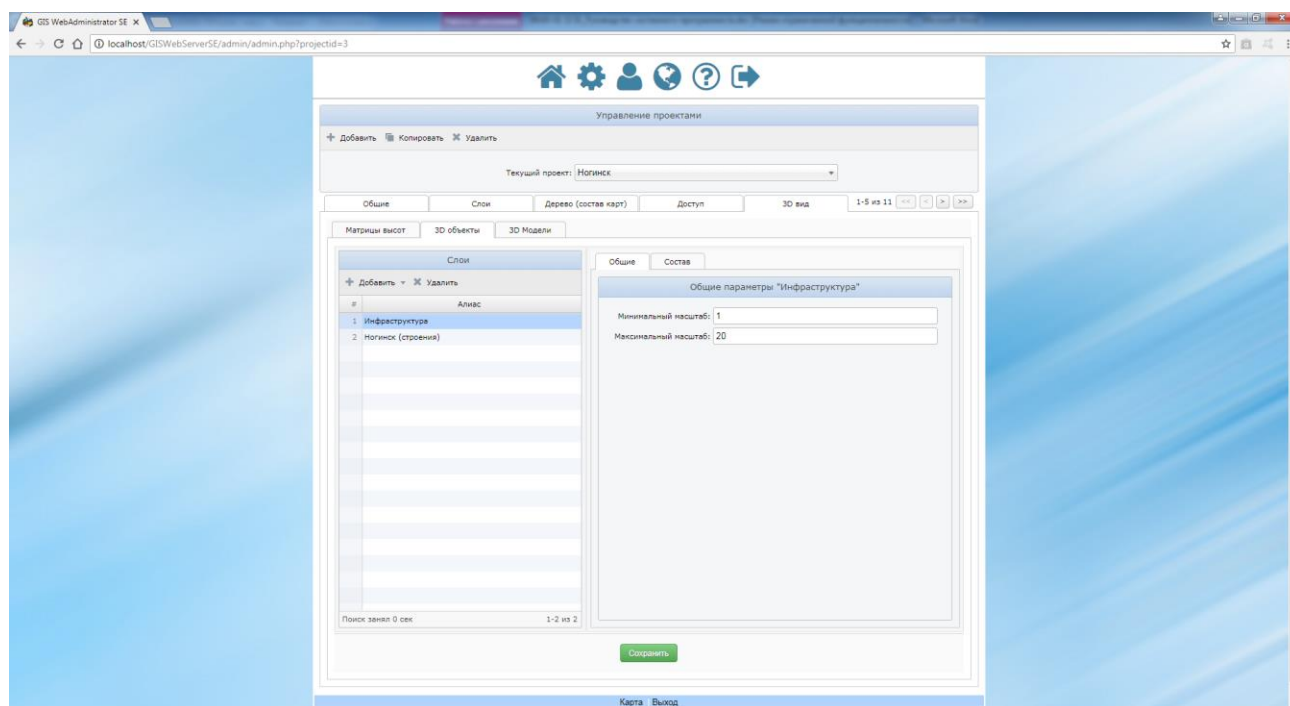 GIS WebAdministrator SE
localhost/GISWebServerSE/admin/admin.php?projectid=3
Управление проектами
Добавить Копировать Удалить
Текущий проект: Ногинск
Общие Слои Дерево (состав карт) Доступ 3D вид 1-5 из 11 << < > >>
Матрицы высот 3D объекты 3D Модели
Слои
Добавить Удалить
# Алиас
1 Инфраструктура
2 Ногинск (строения)
Поиск занял 0 сек 1-2 из 2
Общие Состав
Общие параметры "Инфраструктура"
Минимальный масштаб: 1
Максимальный масштаб: 20
Сохранить
Карта Выход